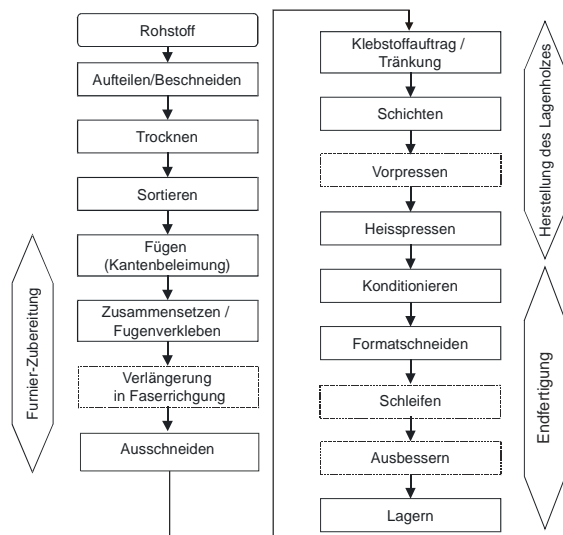 Rohstoff
Aufteilen/Beschneiden
Trocknen
Sortieren
Fügen
(Kantenbeleimung)
Zusammensetzen /
Fugenverkleben
Verlängerung
in Faserrichtung
Ausschneiden
Furnier-Zubereitung
Klebstoffauftrag /
Tränkung
Schichten
Vorpressen
Heisspressen
Konditionieren
Formatschneiden
Schleifen
Ausbessern
Lagern
Herstellung des Lagenholzes
Endfertigung